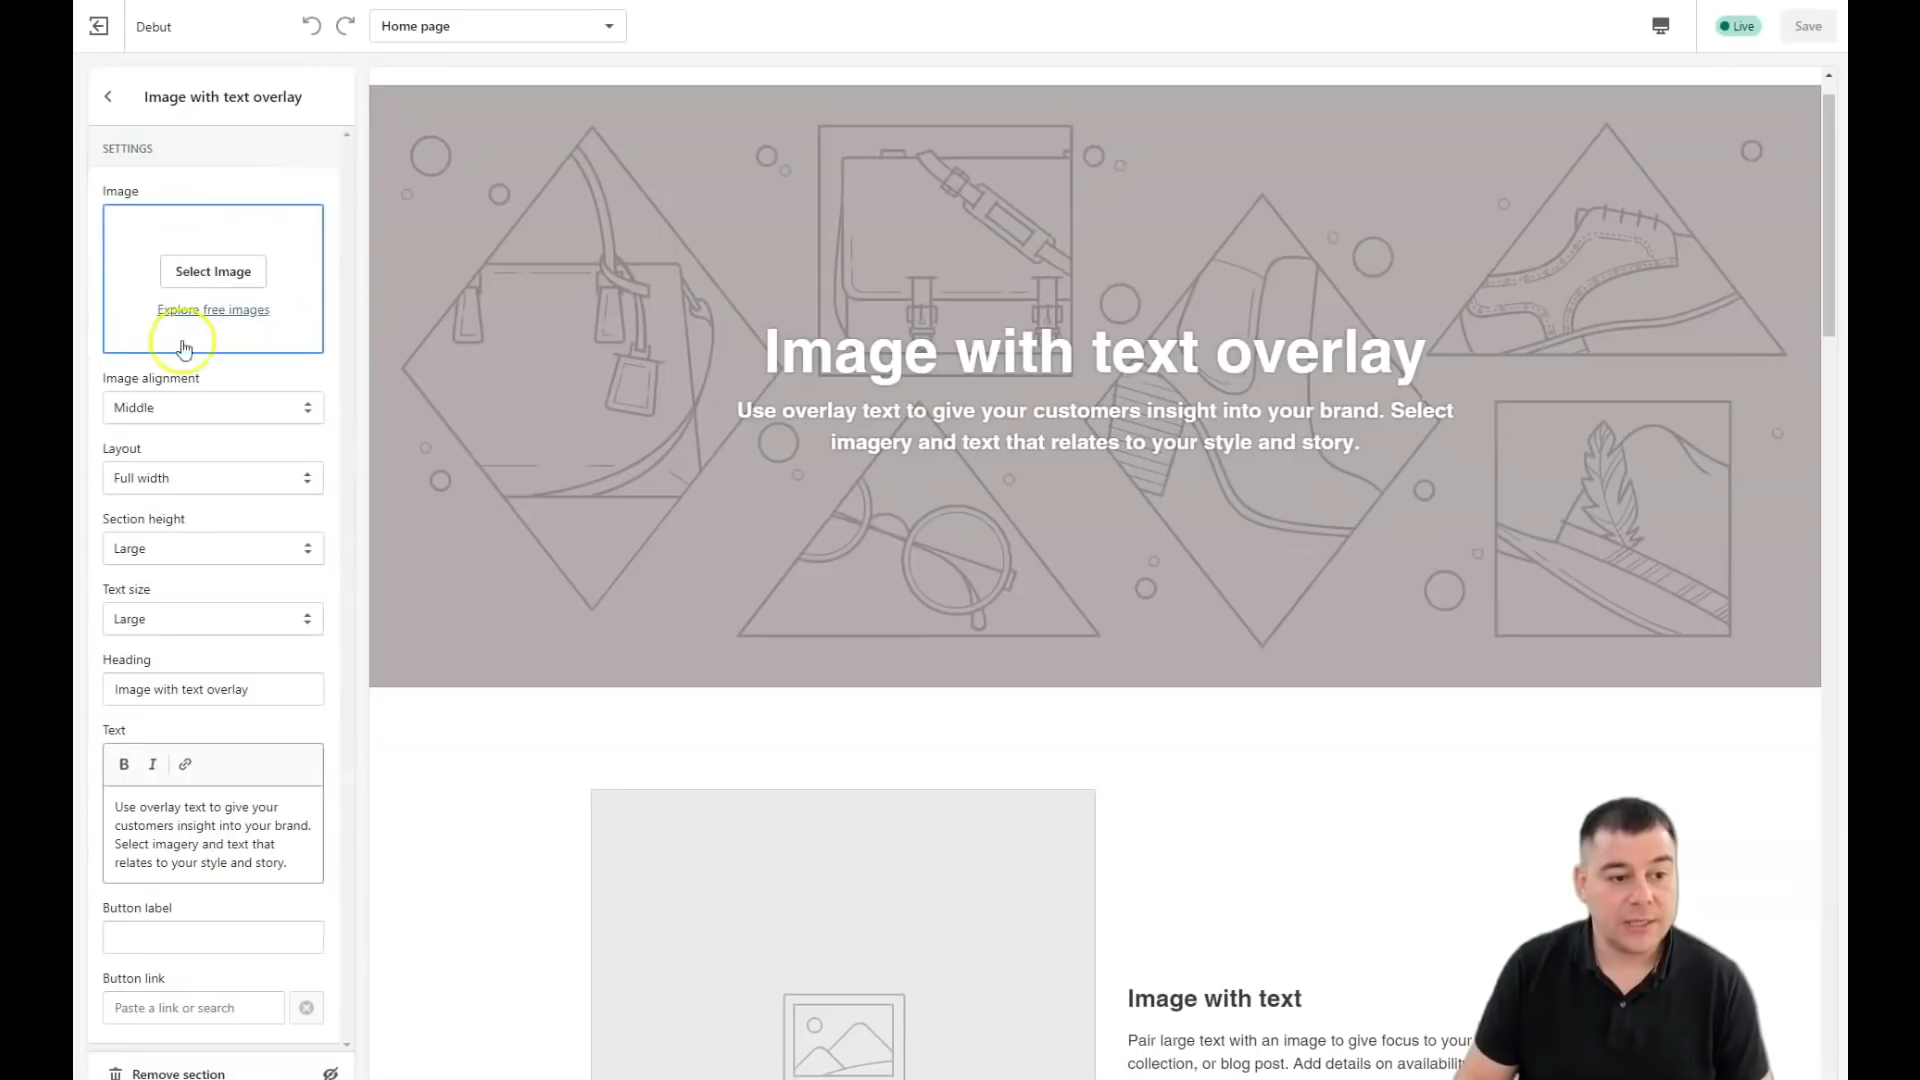 Debut
Home page
Live
Save
Image with text overlay
SETTINGS
Image
Select Image
Explore free images
Image alignment
Middle
Layout
Full width
Section height
Large
Text size
Large
Heading
Image with text overlay
Text
B I
Use overlay text to give your
customers insight into your brand.
Select imagery and text that
relates to your style and story.
Button label
Button link
Paste a link or search
Remove section
Image with text overlay
Use overlay text to give your customers insight into your brand. Select
imagery and text that relates to your style and story.
Image with text
Pair large text with an image to give focus to your
collection, or blog post. Add details on